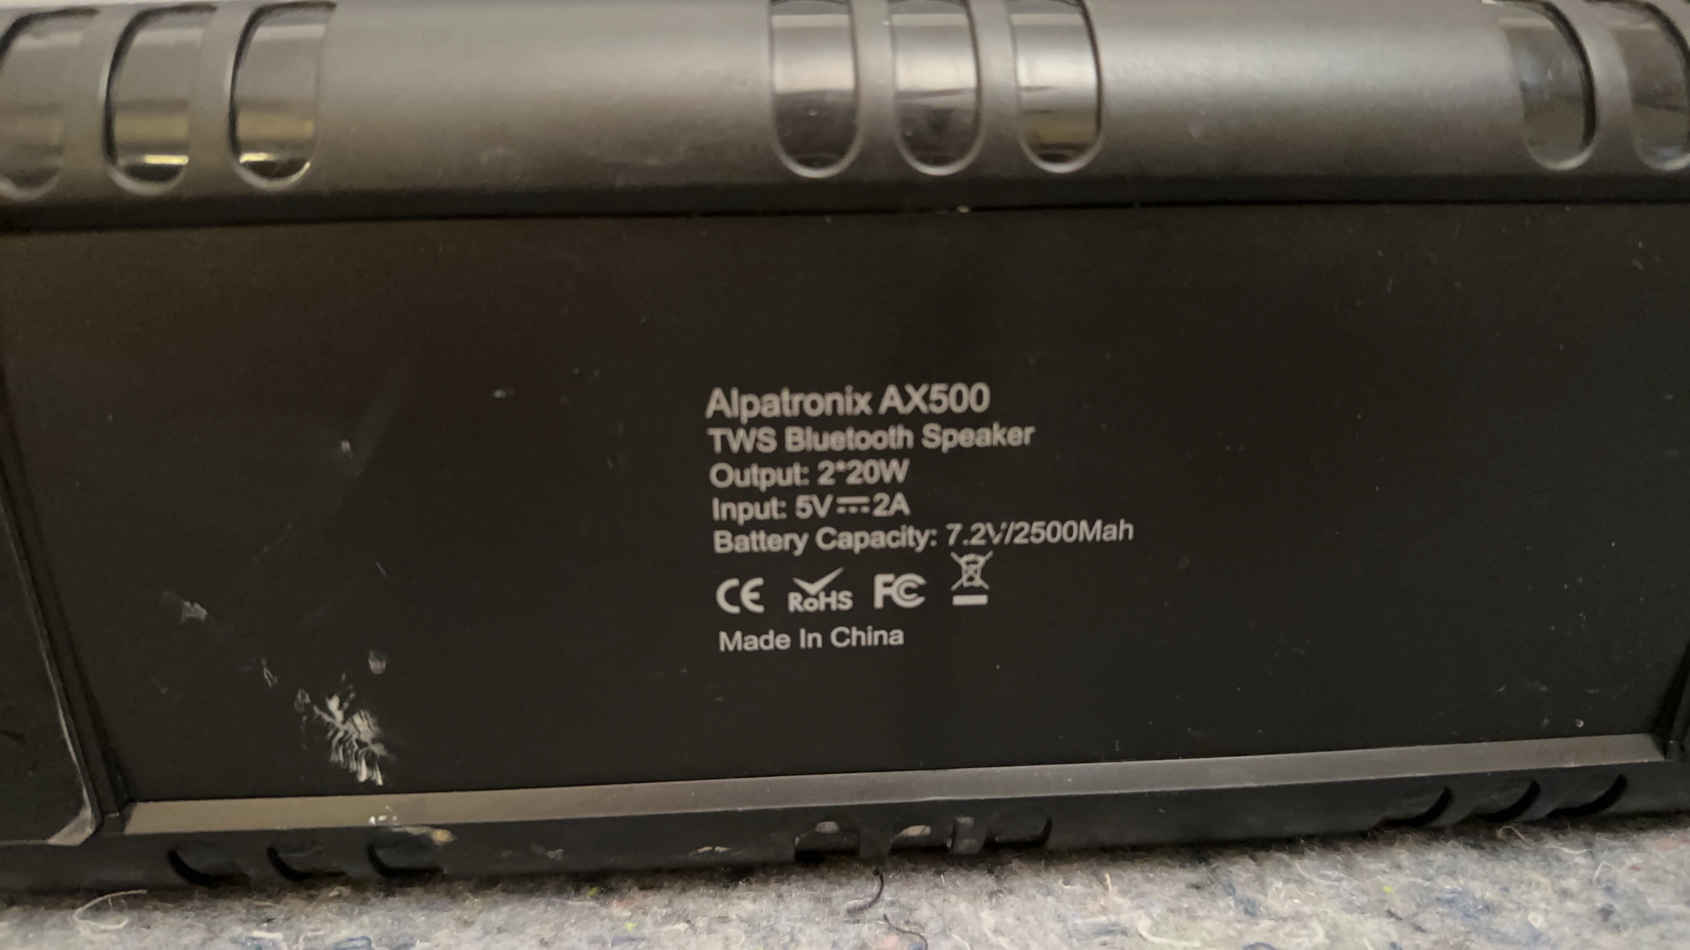 Alpatronix AX500
TWS Bluetooth Speaker
Output: 2*20W
Input: 5V⎓2A
Battery Capacity: 7.2V/2500Mah
CE RoHS FC
Made In China